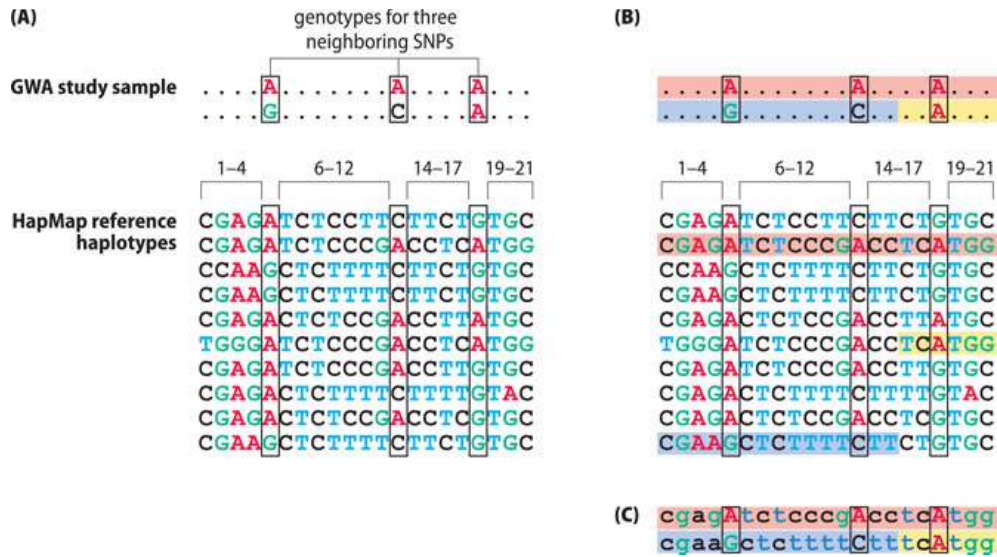 (A)
genotypes for three
neighboring SNPs
GWA study sample
....A.......A....A...
....G.......C....A...
1–4 6–12 14–17 19–21
HapMap reference
haplotypes
CGAGATCTCCTTCTTCTGTGC
CGAGATCTCCCGACCTCATGG
CCAAGCTCTTTTCTTCTGTGC
CGAAGCTCTTTTCTTCTGTGC
CGAGACTCTCCGACCTTATGC
TGGGATCTCCCGACCTCATGG
CGAGACTCTCCGACCTTGTGC
CGAGACTCTTTTCTTTTGTAC
CGAGACTCTCCGACCTCGTGC
CGAAGCTCTTTTCTTCTGTGC
(B)
....A.......A....A...
....G.......C....A...
1–4 6–12 14–17 19–21
CGAGATCTCCTTCTTCTGTGC
CGAGATCTCCCGACCTCATGG
CCAAGCTCTTTTCTTCTGTGC
CGAAGCTCTTTTCTTCTGTGC
CGAGACTCTCCGACCTTATGC
TGGGATCTCCCGACCTCATGG
CGAGACTCTCCGACCTTGTGC
CGAGACTCTTTTCTTTTGTAC
CGAGACTCTCCGACCTCGTGC
CGAAGCTCTTTTCTTCTGTGC
(C)
cgagAtctcccgAcctcAtgg
cgaaGctcttttCtttcAtgg